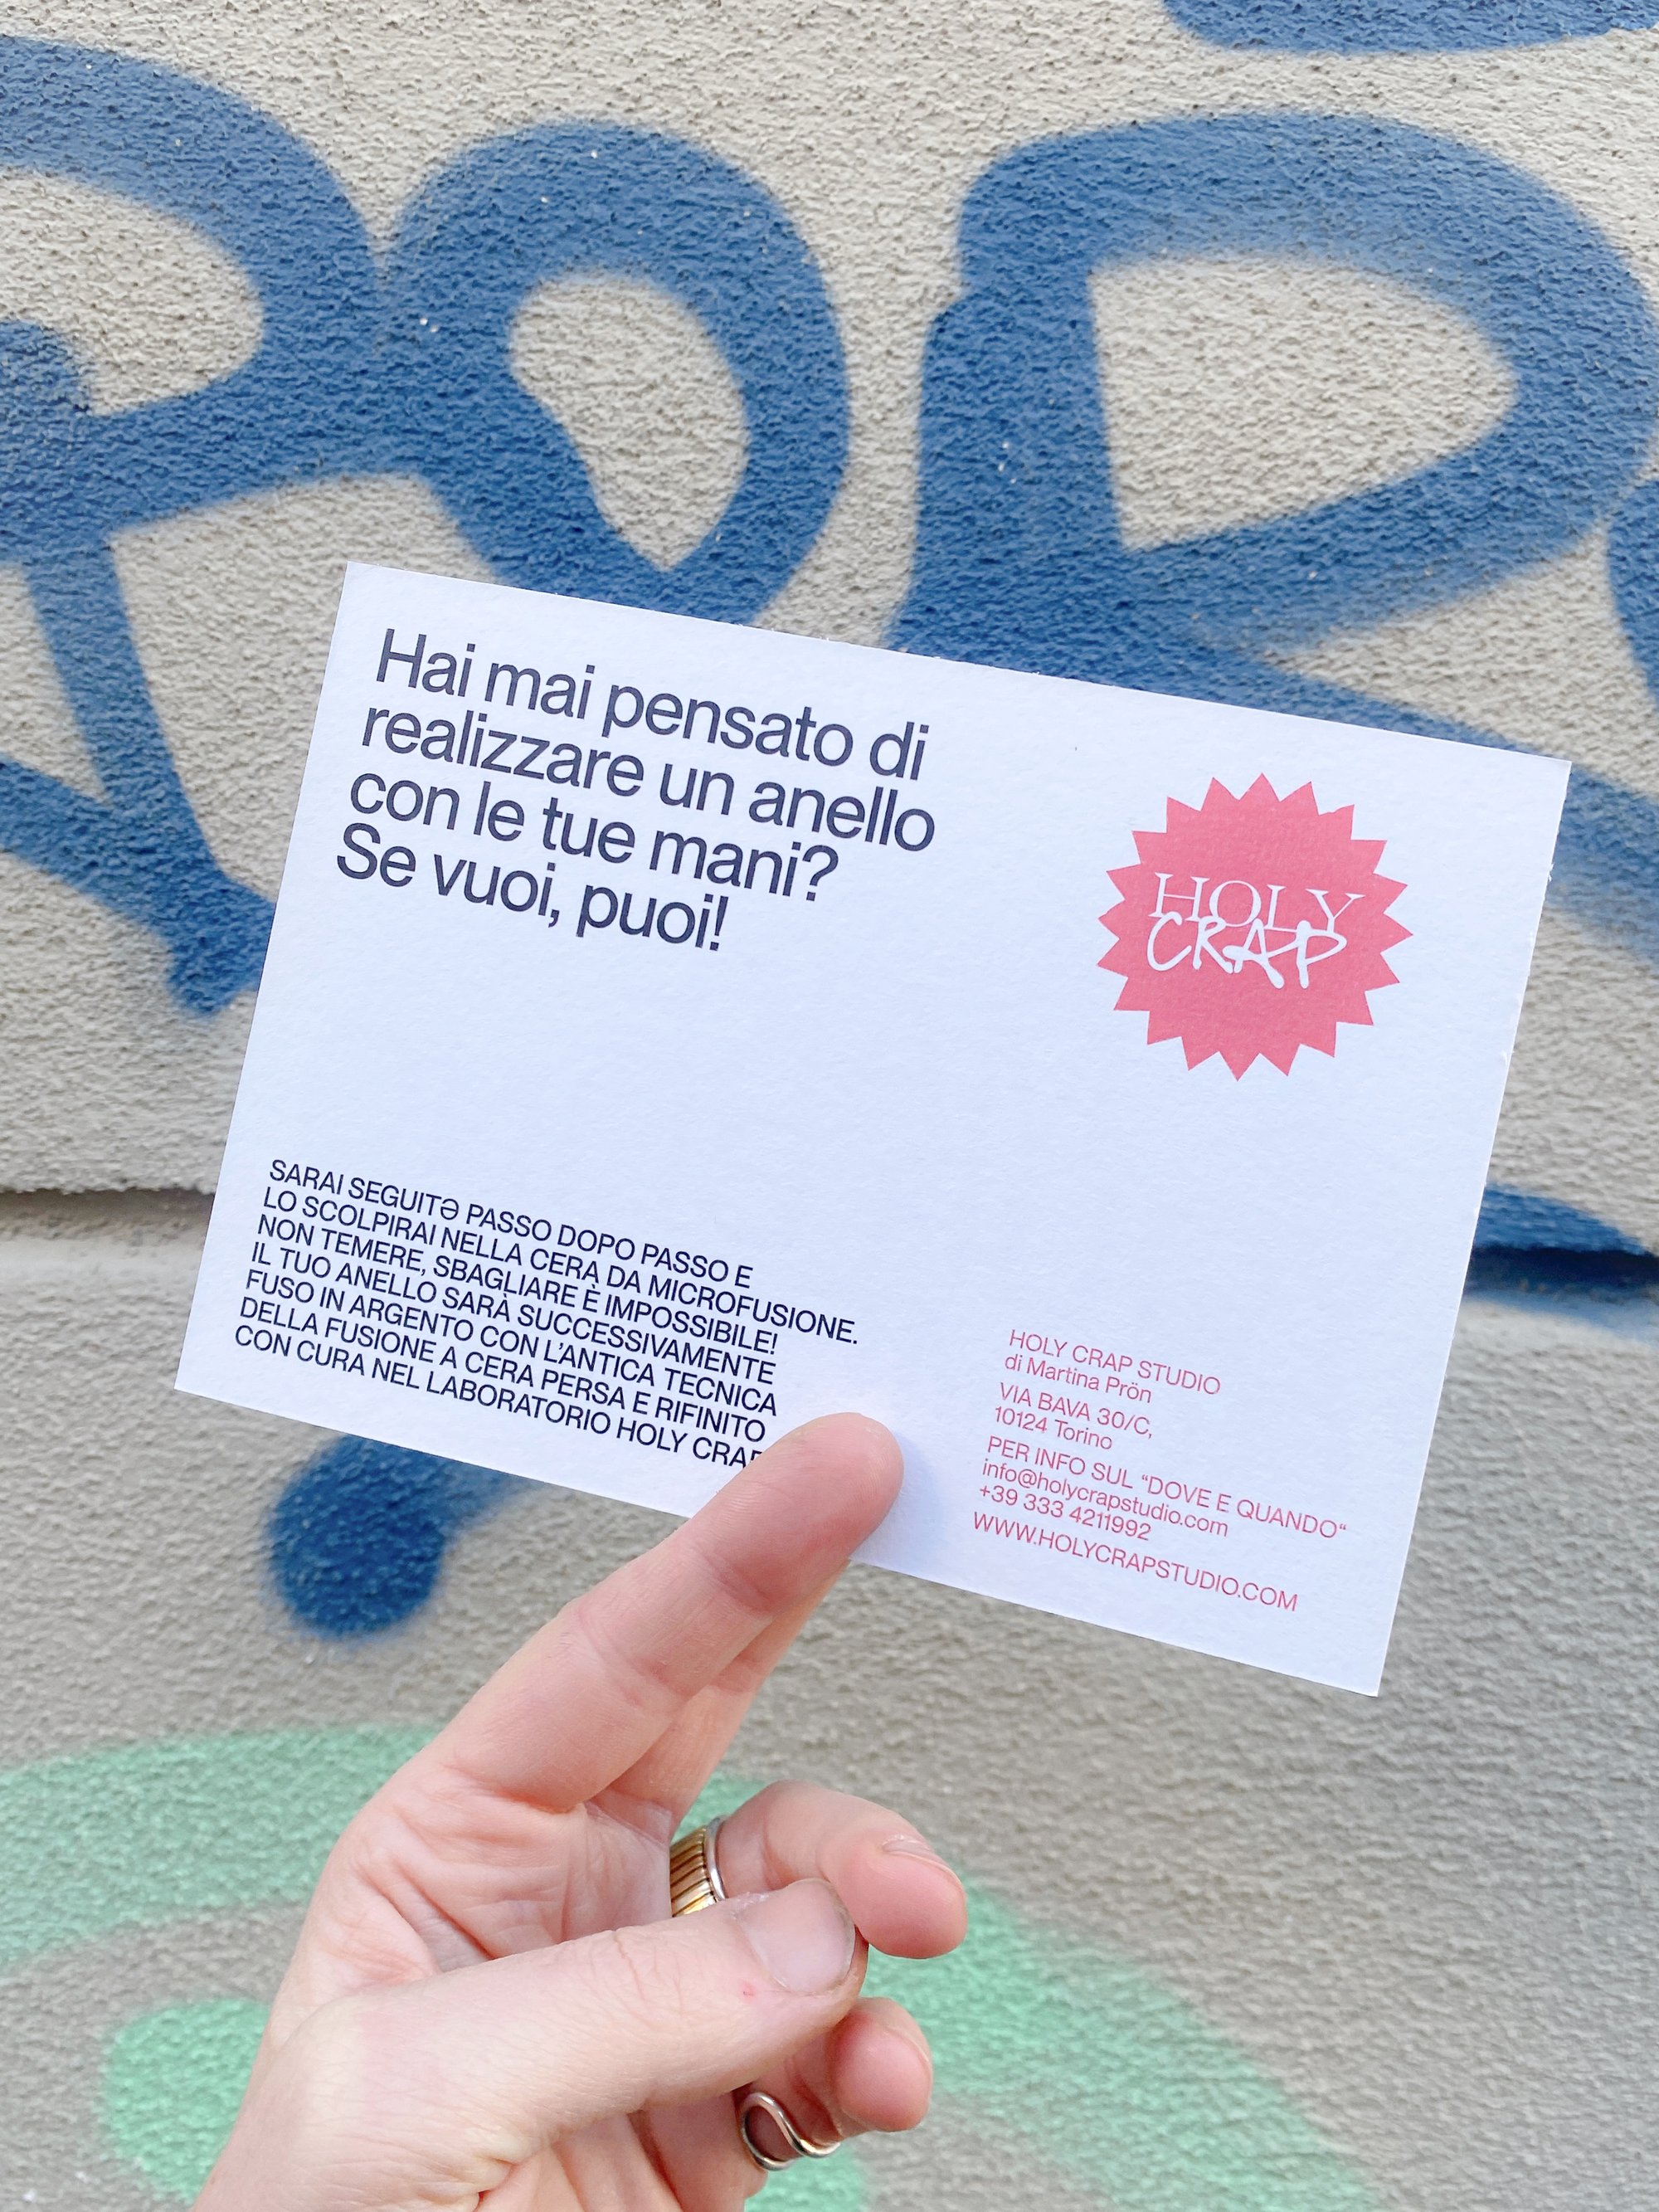 Hai mai pensato di
realizzare un anello
con le tue mani?
Se vuoi, puoi!
HOLY
CRAP
SARAI SEGUITƏ PASSO DOPO PASSO E
LO SCOLPIRAI NELLA CERA DA MICROFUSIONE.
NON TEMERE, SBAGLIARE È IMPOSSIBILE!
IL TUO ANELLO SARÀ SUCCESSIVAMENTE
FUSO IN ARGENTO CON L'ANTICA TECNICA
DELLA FUSIONE A CERA PERSA E RIFINITO
CON CURA NEL LABORATORIO HOLY CRAP
HOLY CRAP STUDIO
di Martina Prön
VIA BAVA 30/C,
10124 Torino
PER INFO SUL “DOVE E QUANDO“
info@holycrapstudio.com
+39 333 4211992
WWW.HOLYCRAPSTUDIO.COM